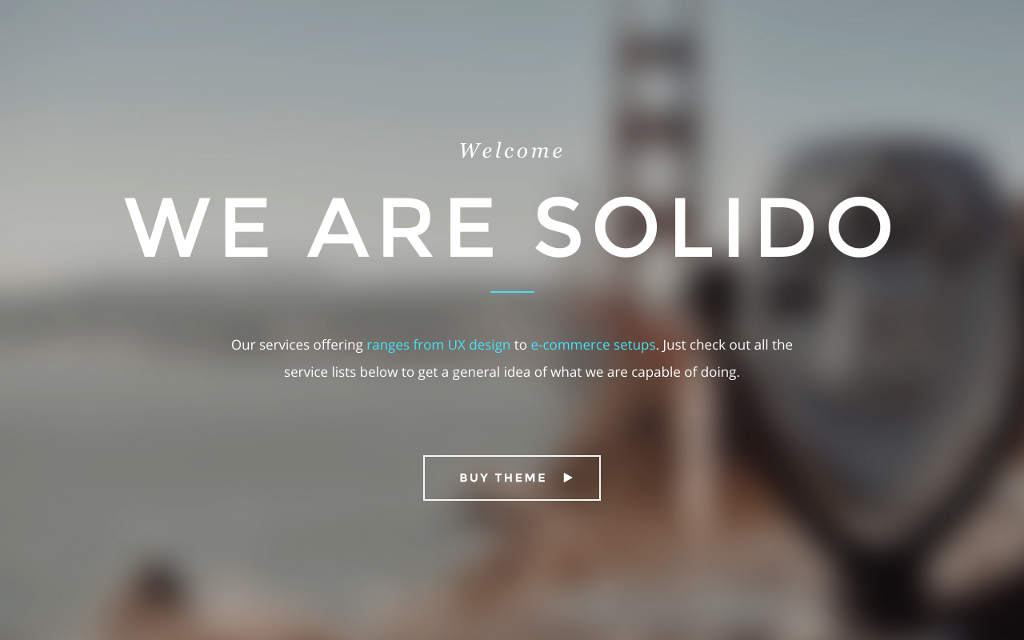 Welcome
WE ARE SOLIDO
Our services offering ranges from UX design to e-commerce setups. Just check out all the
service lists below to get a general idea of what we are capable of doing.
BUY THEME